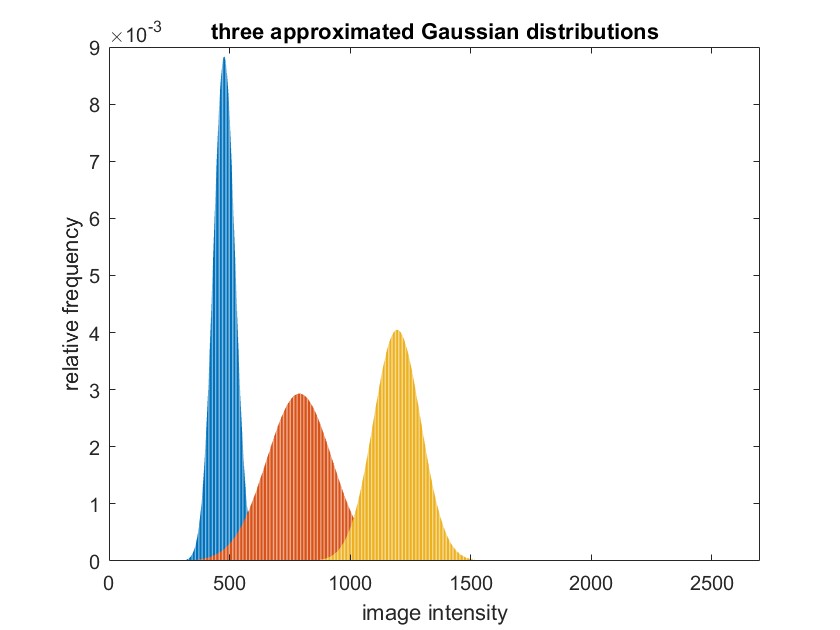 three approximated Gaussian distributions
×10-3
9
8
7
6
5
4
3
2
1
0
relative frequency
0 500 1000 1500 2000 2500
image intensity